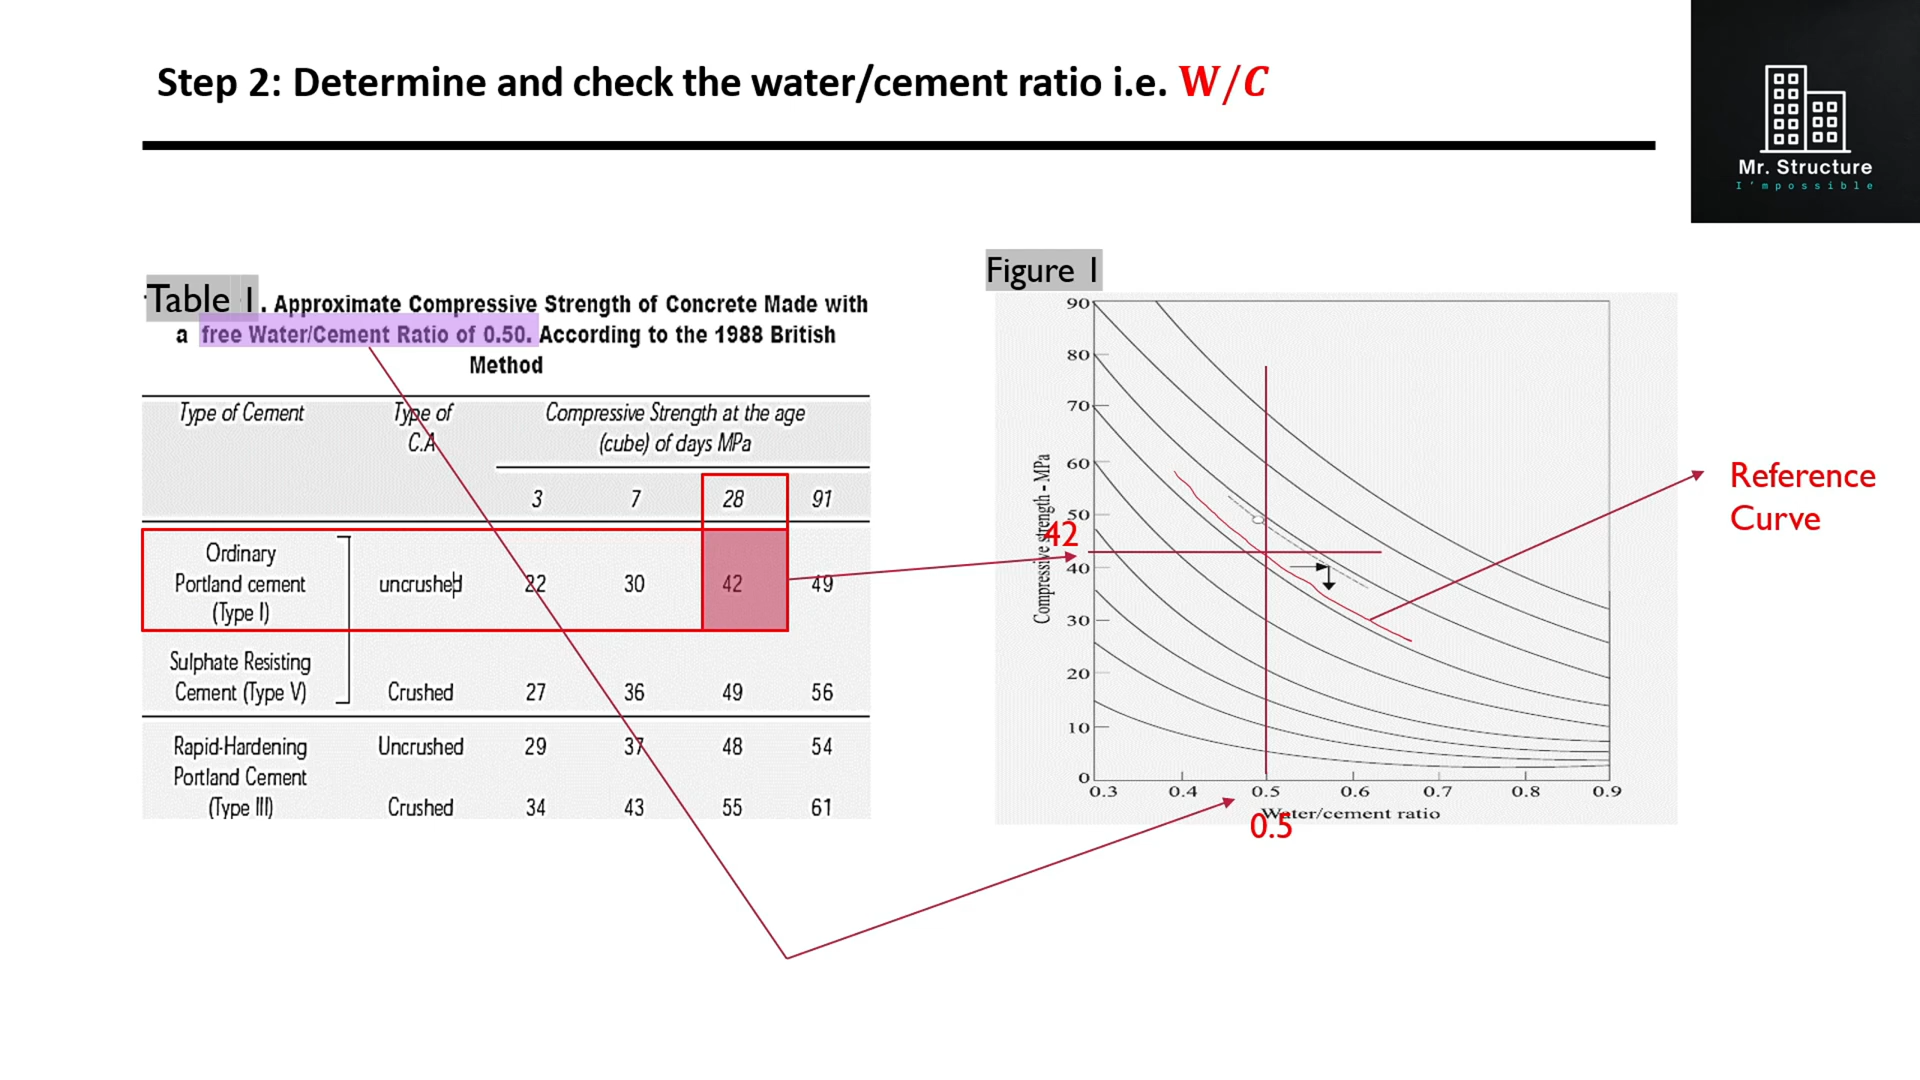 Step 2: Determine and check the water/cement ratio i.e. W/C
Mr. Structure
I'mpossible
Table 1. Approximate Compressive Strength of Concrete Made with
a free Water/Cement Ratio of 0.50. According to the 1988 British
Method
Type of Cement Type of Compressive Strength at the age
C.A (cube) of days MPa
3 7 28 91
Ordinary
Portland cement uncrushed 22 30 42 49
(Type I)
Sulphate Resisting
Cement (Type V) Crushed 27 36 49 56
Rapid-Hardening Uncrushed 29 37 48 54
Portland Cement
(Type III) Crushed 34 43 55 61
Figure 1
90
80
70
60
50
42
40
30
20
10
0
Compressive strength - MPa
0.3 0.4 0.5 0.6 0.7 0.8 0.9
Water/cement ratio
0.5
Reference
Curve